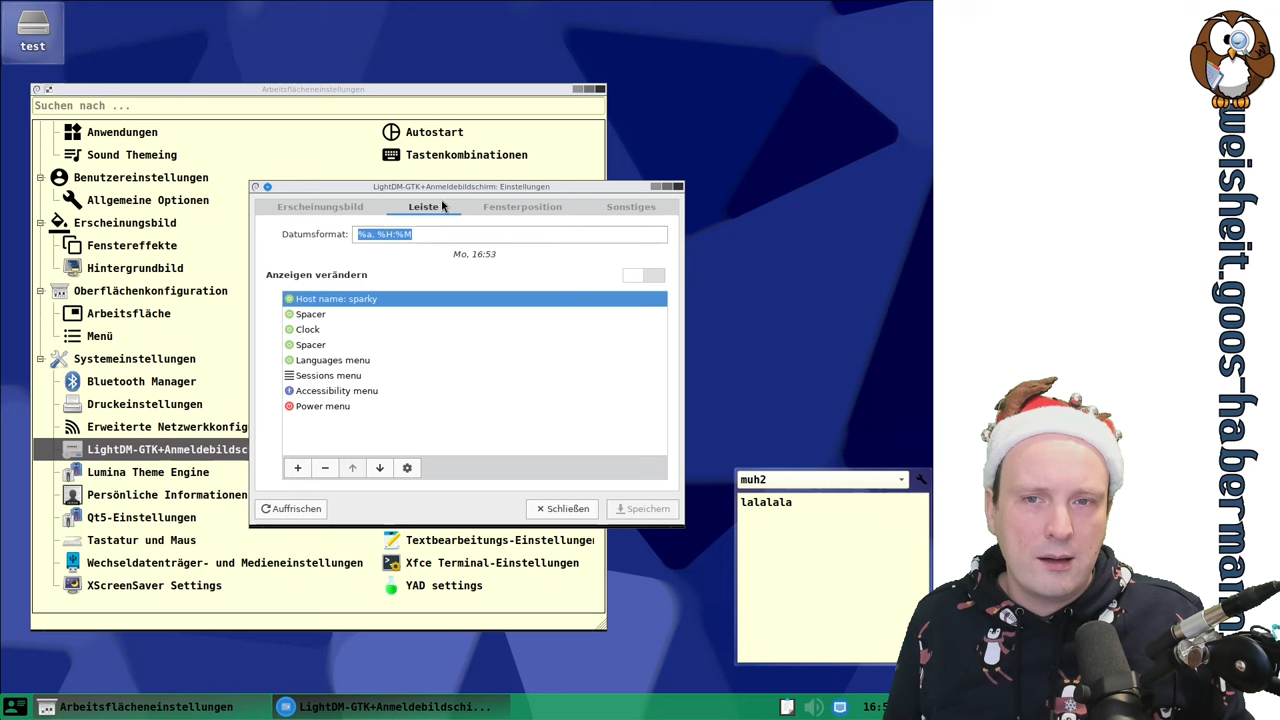 test
Arbeitsflächeneinstellungen
Suchen nach ...
Anwendungen
Autostart
Sound Themeing
Tastenkombinationen
Benutzereinstellungen
Allgemeine Optionen
Erscheinungsbild
Fenstereffekte
Hintergrundbild
Oberflächenkonfiguration
Arbeitsfläche
Menü
Systemeinstellungen
Bluetooth Manager
Druckeinstellungen
Erweiterte Netzwerkkonfig
LightDM-GTK+Anmeldebildsc
Lumina Theme Engine
Persönliche Informationen
Qt5-Einstellungen
Tastatur und Maus
Textbearbeitungs-Einstellungen
Wechseldatenträger- und Medieneinstellungen
Xfce Terminal-Einstellungen
XScreenSaver Settings
YAD settings
LightDM-GTK+Anmeldebildschirm: Einstellungen
Erscheinungsbild
Leiste
Fensterposition
Sonstiges
Datumsformat:
%a, %H:%M
Mo, 16:53
Anzeigen verändern
Host name: sparky
Spacer
Clock
Spacer
Languages menu
Sessions menu
Accessibility menu
Power menu
Auffrischen
Schließen
Speichern
muh2
lalalala
weisheit.goos-habermann
Arbeitsflächeneinstellungen
LightDM-GTK+Anmeldebildschi...